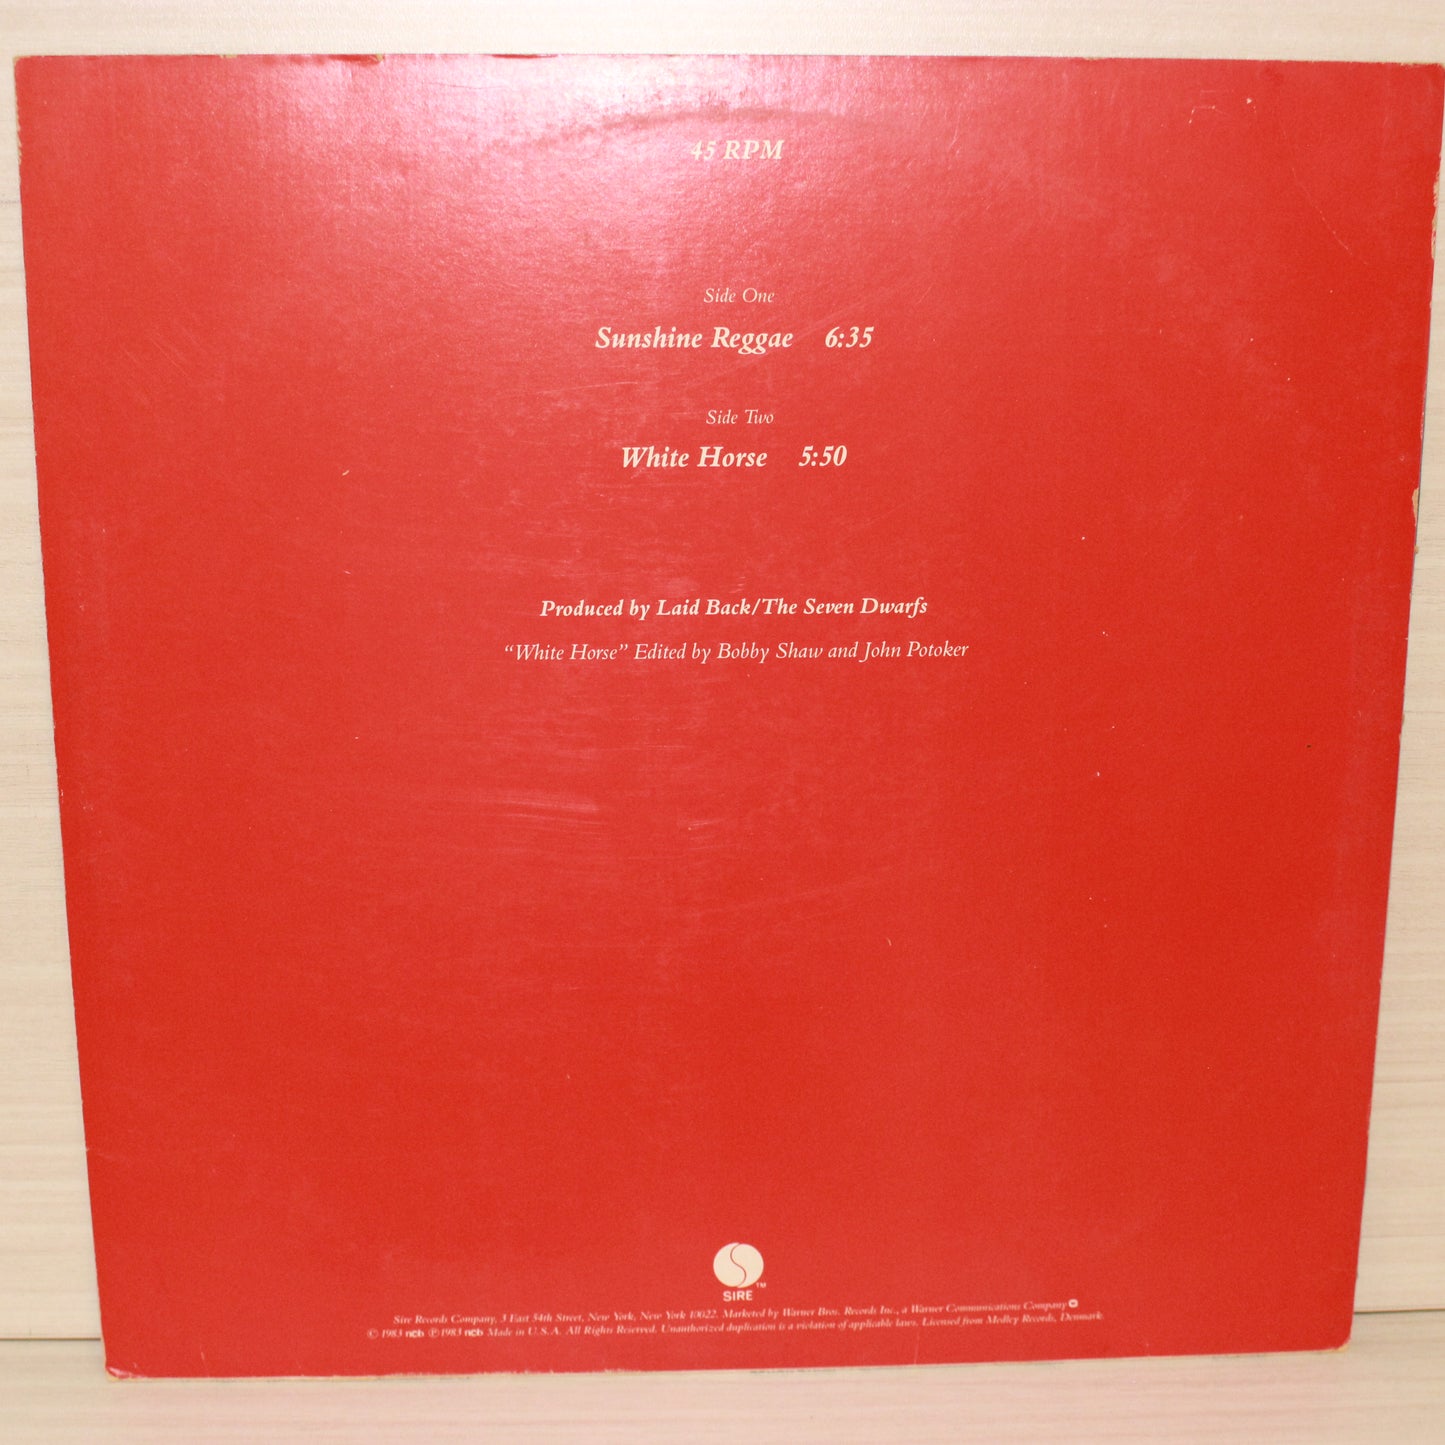 45 RPM
Side One
Sunshine Reggae 6:35
Side Two
White Horse 5:50
Produced by Laid Back/The Seven Dwarfs
“White Horse” Edited by Bobby Shaw and John Potoker
SIRE™
Sire Records Company, 3 East 54th Street, New York, New York 10022. Marketed by Warner Bros. Records Inc., a Warner Communications Company
© 1983 ncb ℗ 1983 ncb Made in U.S.A. All Rights Reserved. Unauthorized duplication is a violation of applicable laws. Licensed from Medley Records, Denmark.